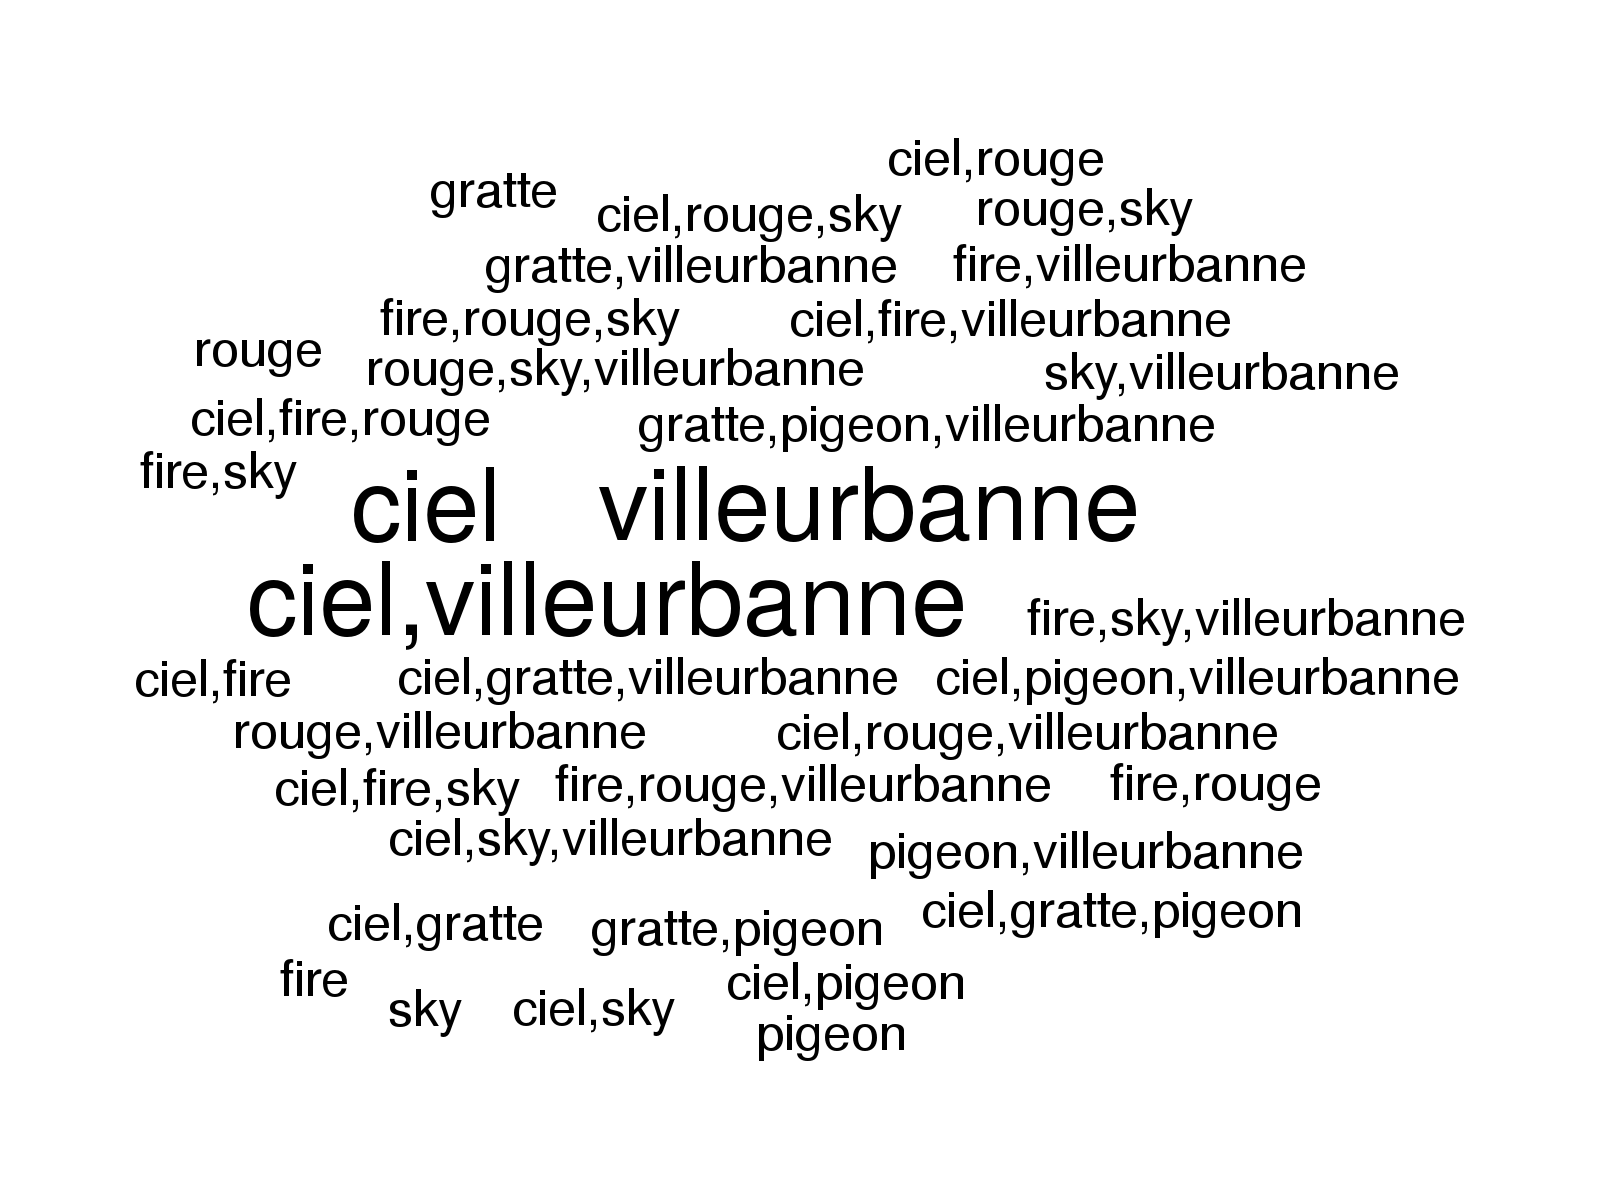 ciel,rouge
gratte ciel,rouge,sky rouge,sky
gratte,villeurbanne fire,villeurbanne
fire,rouge,sky ciel,fire,villeurbanne
rouge rouge,sky,villeurbanne sky,villeurbanne
ciel,fire,rouge gratte,pigeon,villeurbanne
fire,sky
ciel villeurbanne
ciel,villeurbanne fire,sky,villeurbanne
ciel,fire ciel,gratte,villeurbanne ciel,pigeon,villeurbanne
rouge,villeurbanne ciel,rouge,villeurbanne
ciel,fire,sky fire,rouge,villeurbanne fire,rouge
ciel,sky,villeurbanne pigeon,villeurbanne
ciel,gratte gratte,pigeon ciel,gratte,pigeon
fire sky ciel,sky ciel,pigeon
pigeon